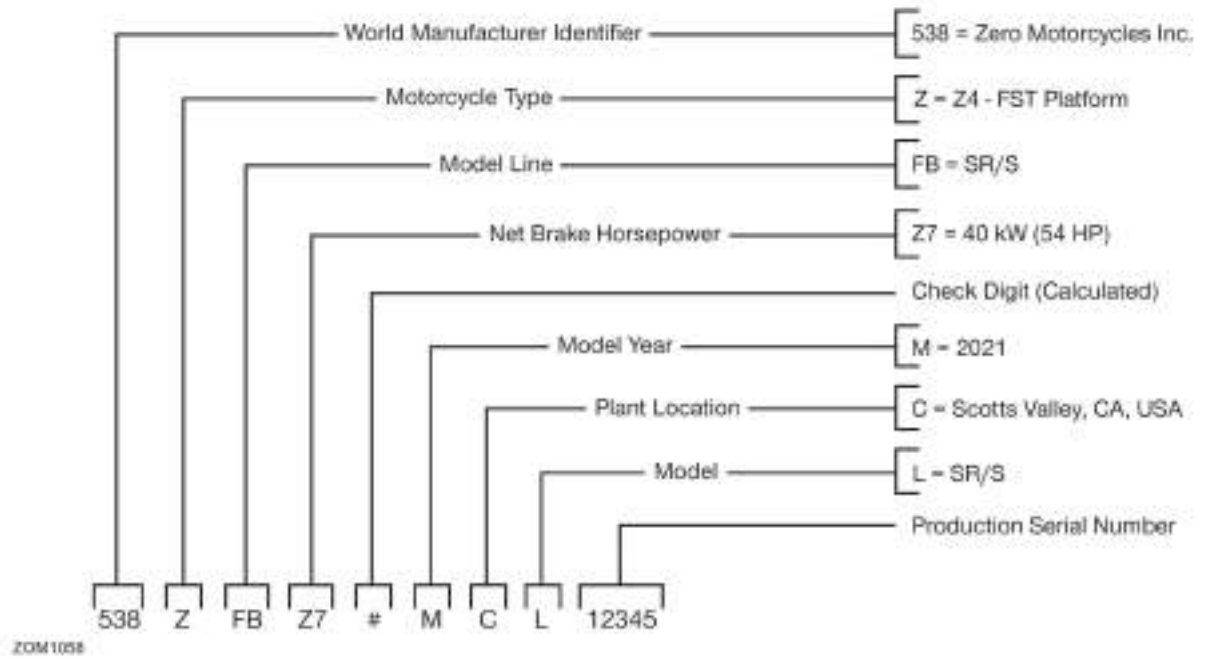 World Manufacturer Identifier 538 = Zero Motorcycles Inc.
Motorcycle Type Z = Z4 - FST Platform
Model Line FB = SR/S
Net Brake Horsepower Z7 = 40 kW (54 HP)
Check Digit (Calculated)
Model Year M = 2021
Plant Location C = Scotts Valley, CA, USA
Model L = SR/S
Production Serial Number
538 Z FB Z7 # M C L 12345
ZOM1058